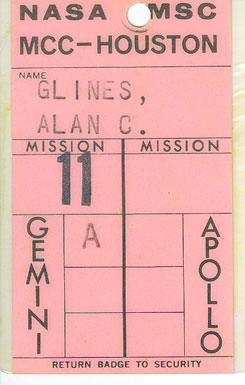 NASA MSC
MCC-HOUSTON
NAME
GLINES,
ALAN C.
MISSION MISSION
11
GEMINI
A
APOLLO
RETURN BADGE TO SECURITY